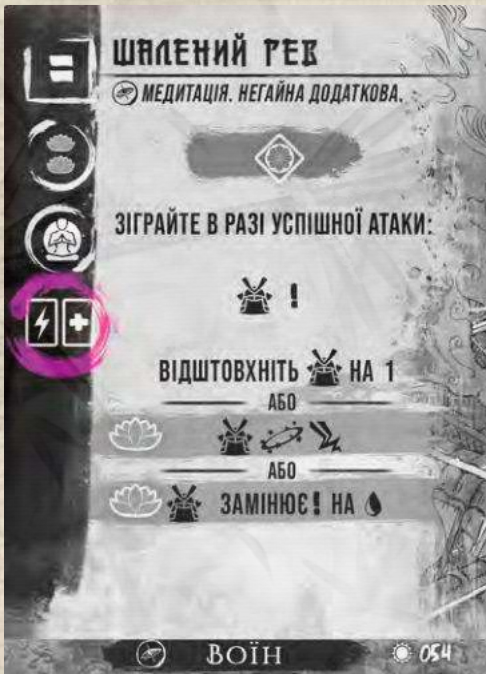 ШАЛЕНИЙ РЕВ
МЕДИТАЦІЯ. НЕГАЙНА ДОДАТКОВА.
ЗІГРАЙТЕ В РАЗІ УСПІШНОЇ АТАКИ:
!
ВІДШТОВХНІТЬ НА 1
АБО
АБО
ЗАМІНЮЄ ! НА
ВОЇН
054